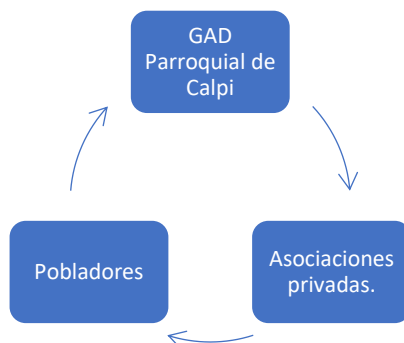 GAD
Parroquial de
Calpi
Pobladores
Asociaciones
privadas.